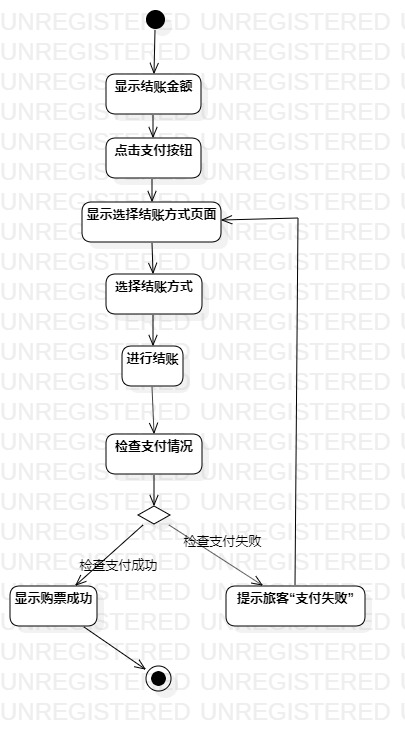 显示结账金额
点击支付按钮
显示选择结账方式页面
选择结账方式
进行结账
检查支付情况
检查支付失败
检查支付成功
显示购票成功
提示旅客“支付失败”
UNREGISTERED